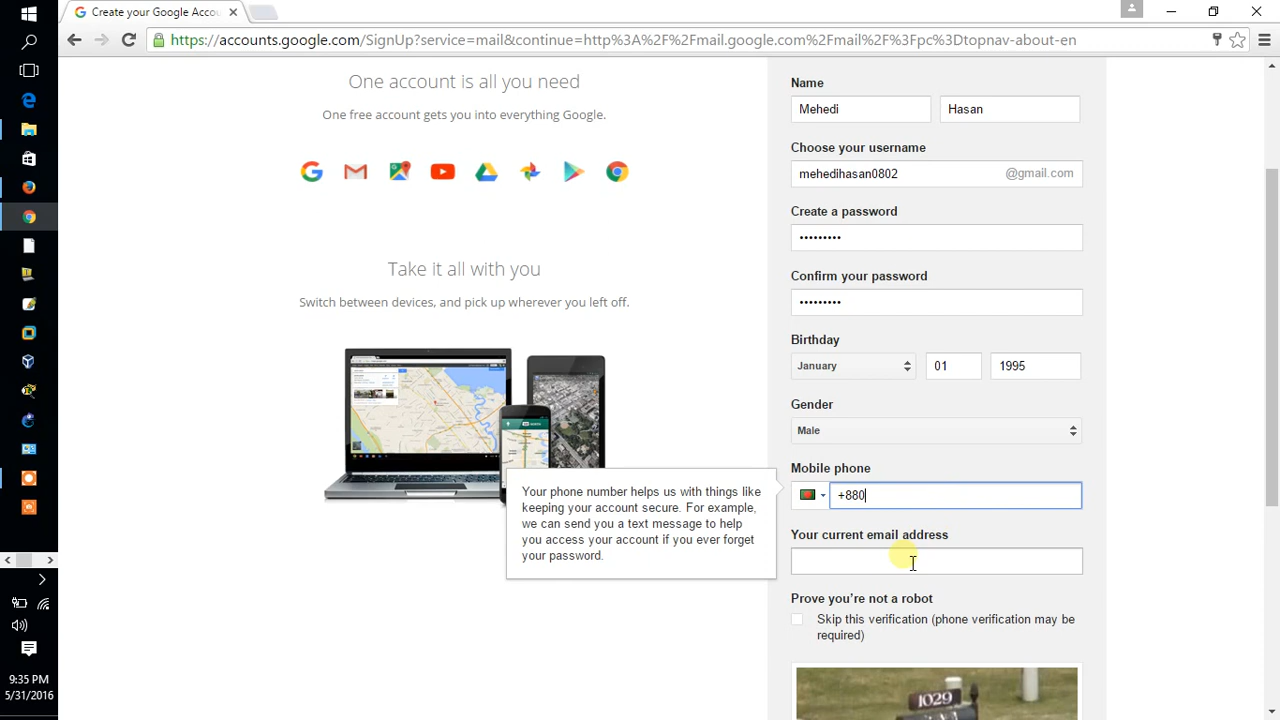 Create your Google Accou
https://accounts.google.com/SignUp?service=mail&continue=http%3A%2F%2Fmail.google.com%2Fmail%2F%3Fpc%3Dtopnav-about-en
One account is all you need
One free account gets you into everything Google.
Take it all with you
Switch between devices, and pick up wherever you left off.
Name
Mehedi Hasan
Choose your username
mehedihasan0802 @gmail.com
Create a password
•••••••••
Confirm your password
•••••••••
Birthday
January 01 1995
Gender
Male
Mobile phone
+880
Your phone number helps us with things like
keeping your account secure. For example,
we can send you a text message to help
you access your account if you ever forget
your password.
Your current email address
Prove you're not a robot
Skip this verification (phone verification may be
required)
1029
9:35 PM
5/31/2016